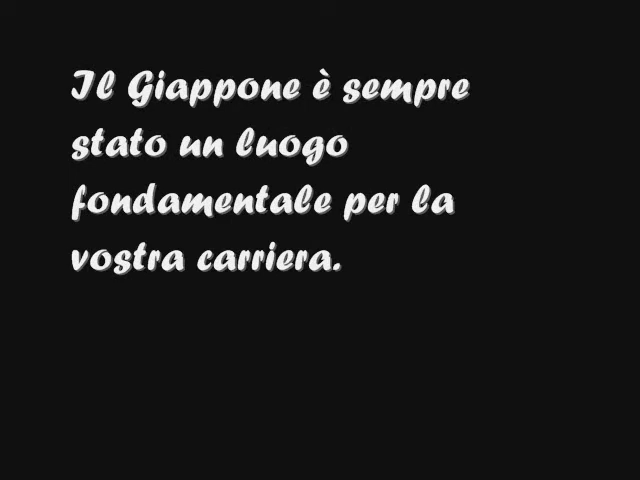 Il Giappone è sempre
stato un luogo
fondamentale per la
vostra carriera.